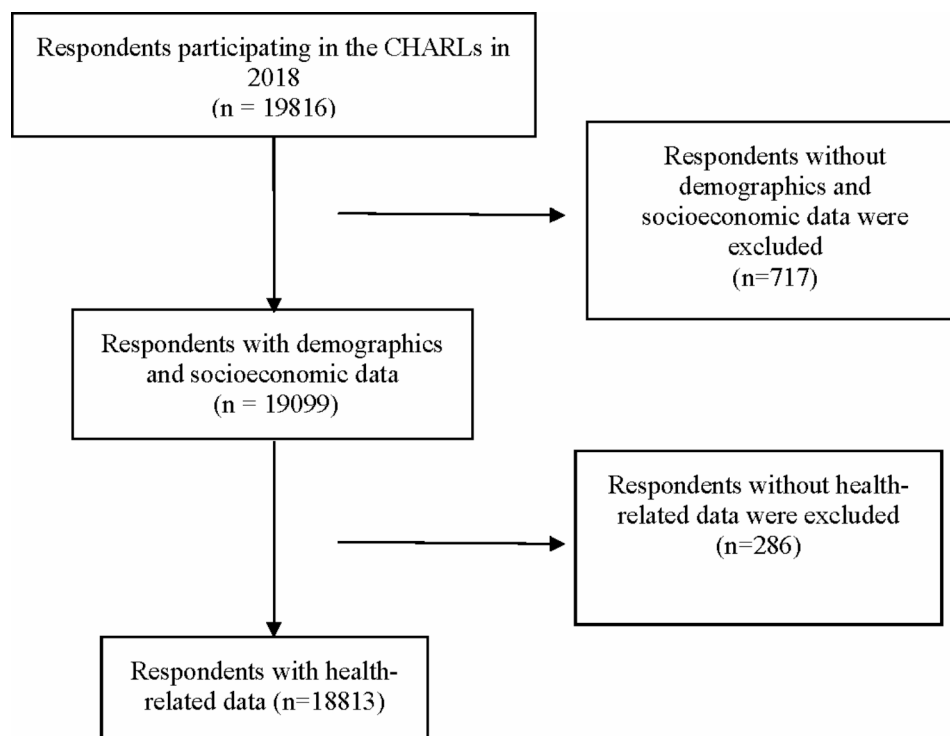 Respondents participating in the CHARLs in
2018
(n = 19816)
Respondents without
demographics and
socioeconomic data were
excluded
(n=717)
Respondents with demographics
and socioeconomic data
(n = 19099)
Respondents without health-
related data were excluded
(n=286)
Respondents with health-
related data (n=18813)